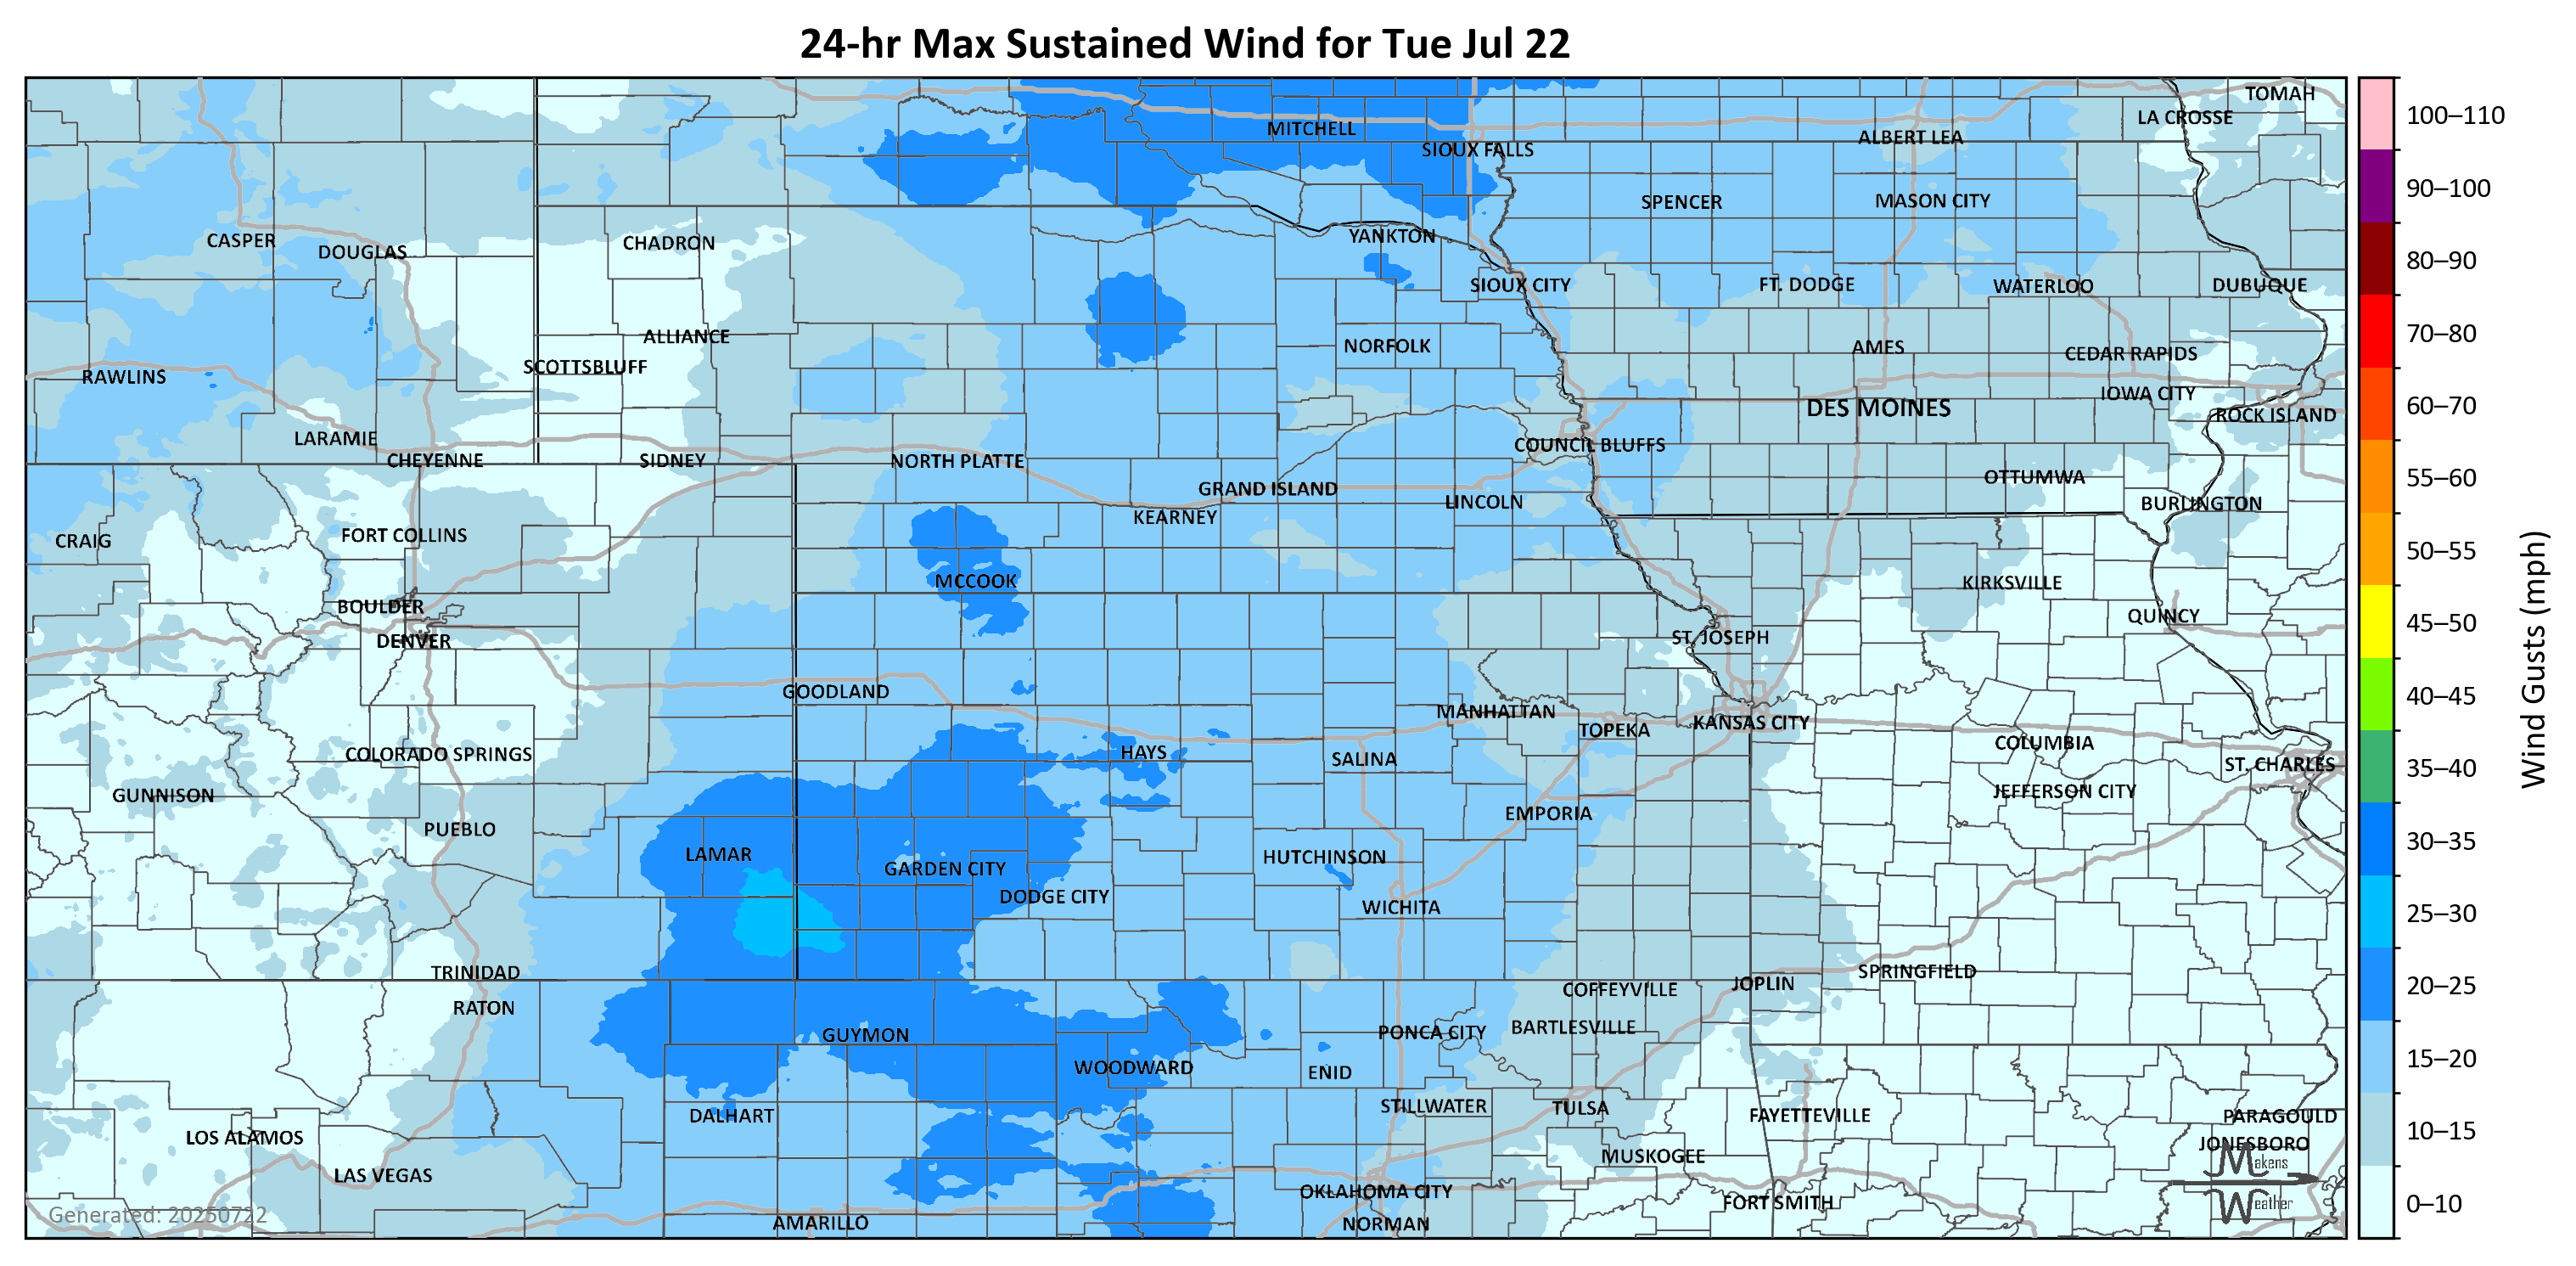 24-hr Max Sustained Wind for Tue Jul 22
TOMAH
LA CROSSE
MITCHELL
ALBERT LEA
SIOUX FALLS
SPENCER
MASON CITY
CASPER
DOUGLAS
CHADRON
YANKTON
SIOUX CITY
FT. DODGE
WATERLOO
DUBUQUE
ALLIANCE
NORFOLK
AMES
CEDAR RAPIDS
SCOTTSBLUFF
RAWLINS
IOWA CITY
DES MOINES
ROCK ISLAND
LARAMIE
COUNCIL BLUFFS
CHEYENNE
SIDNEY
NORTH PLATTE
OTTUMWA
GRAND ISLAND
LINCOLN
BURLINGTON
KEARNEY
CRAIG
FORT COLLINS
MCCOOK
KIRKSVILLE
BOULDER
QUINCY
DENVER
ST. JOSEPH
GOODLAND
MANHATTAN
TOPEKA
KANSAS CITY
COLUMBIA
COLORADO SPRINGS
HAYS
SALINA
ST. CHARLES
GUNNISON
JEFFERSON CITY
EMPORIA
PUEBLO
LAMAR
GARDEN CITY
HUTCHINSON
DODGE CITY
WICHITA
TRINIDAD
SPRINGFIELD
JOPLIN
COFFEYVILLE
RATON
GUYMON
PONCA CITY
BARTLESVILLE
WOODWARD
ENID
DALHART
STILLWATER
TULSA
FAYETTEVILLE
PARAGOULD
LOS ALAMOS
JONESBORO
MUSKOGEE
LAS VEGAS
OKLAHOMA CITY
FORT SMITH
AMARILLO
NORMAN
Generated: 20250722
Makens
Weather
100–110
90–100
80–90
70–80
60–70
55–60
50–55
45–50
40–45
35–40
30–35
25–30
20–25
15–20
10–15
0–10
Wind Gusts (mph)